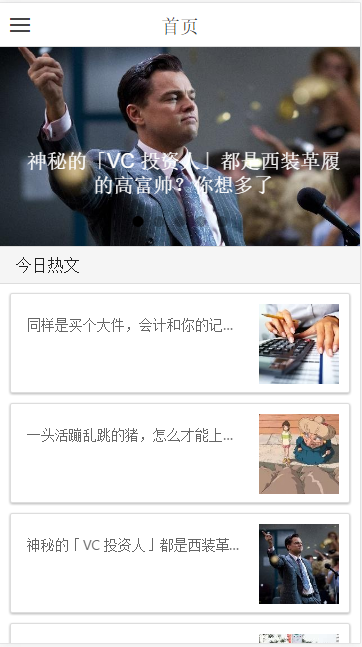 首页
神秘的「VC 投资人」都是西装革履
的高富帅？你想多了
今日热文
同样是买个大件，会计和你的记...
一头活蹦乱跳的猪，怎么才能上...
神秘的「VC 投资人」都是西装革...